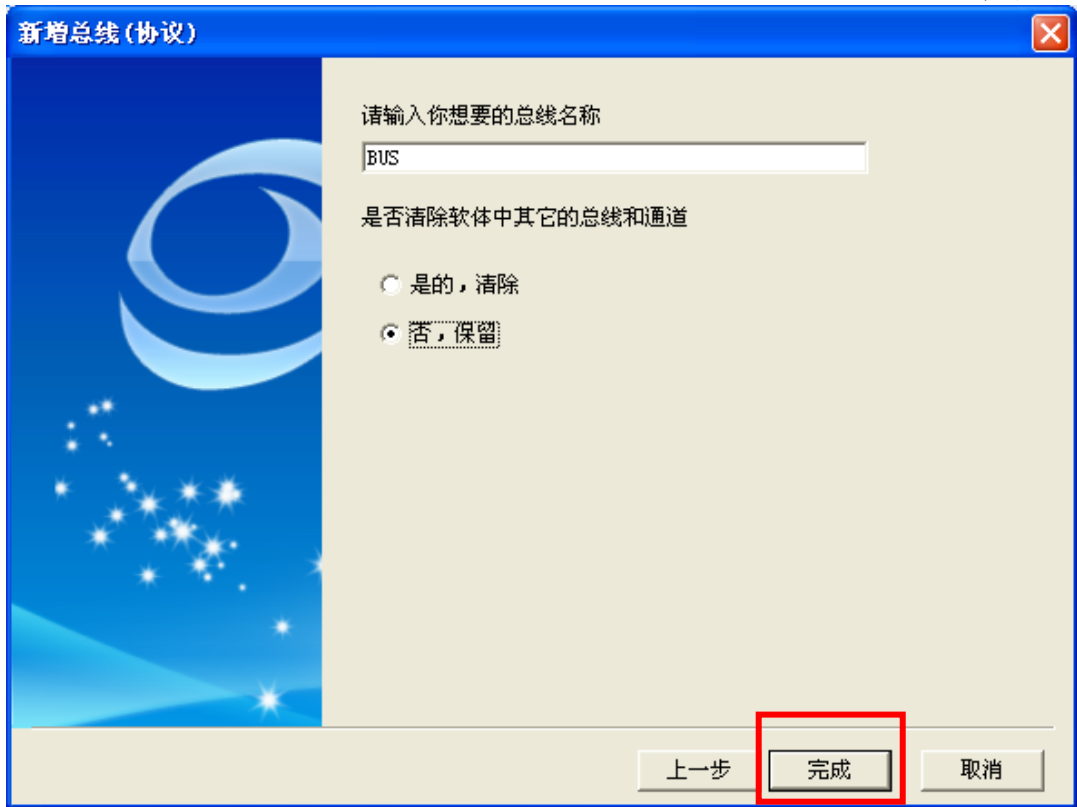 新增总线(协议)
请输入你想要的总线名称
BUS
是否清除软体中其它的总线和通道
是的，清除
否，保留
上一步
完成
取消